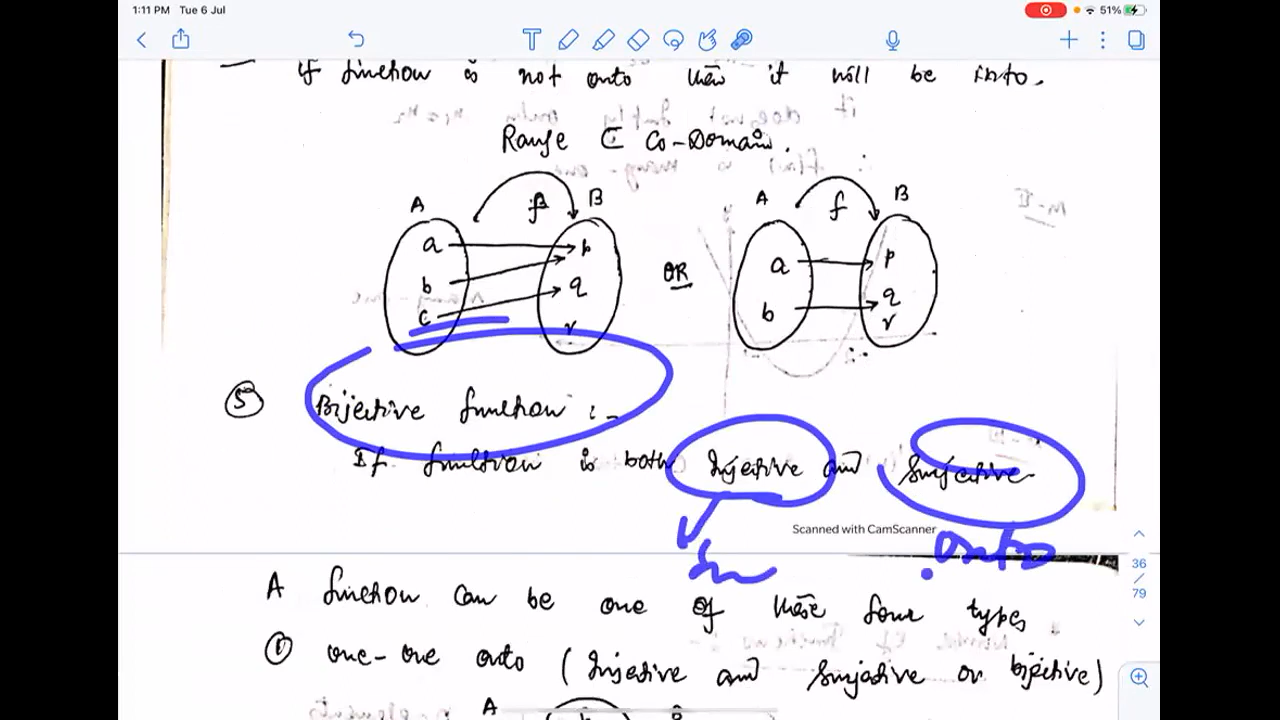 1:11 PM Tue 6 Jul 51%
If function is not onto then it will be into.
Range ⊂ Co-Domain.
A f B A f B
a p a p
b q OR b q
c r r
⑤ Bijective function :-
If function is both Injective and Surjective
Scanned with CamScanner
onto
36 / 79
A function can be one of these four types
① one-one onto (Injective and Surjective or bijective)
A B